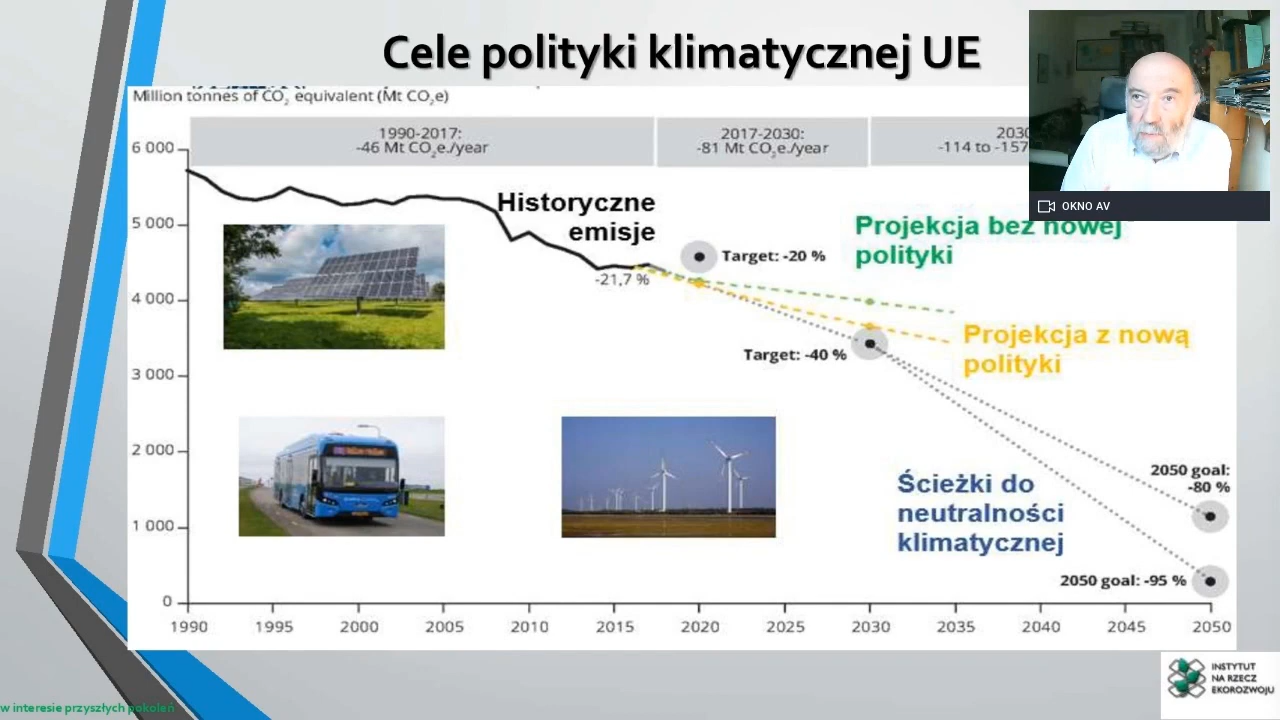 Cele polityki klimatycznej UE
Million tonnes of CO₂ equivalent (Mt CO₂e)
1990-2017:
-46 Mt CO₂e./year
2017-2030:
-81 Mt CO₂e./year
2030
-114 to -157
OKNO AV
6 000
5 000
4 000
3 000
2 000
1 000
0
Historyczne
emisje
-21,7 %
Target: -20 %
Projekcja bez nowej
polityki
Projekcja z nową
polityki
Target: -40 %
2050 goal:
-80 %
Ścieżki do
neutralności
klimatycznej
2050 goal: -95 %
1990 1995 2000 2005 2010 2015 2020 2025 2030 2035 2040 2045 2050
INSTYTUT
NA RZECZ
EKOROZWOJU
w interesie przyszłych pokoleń